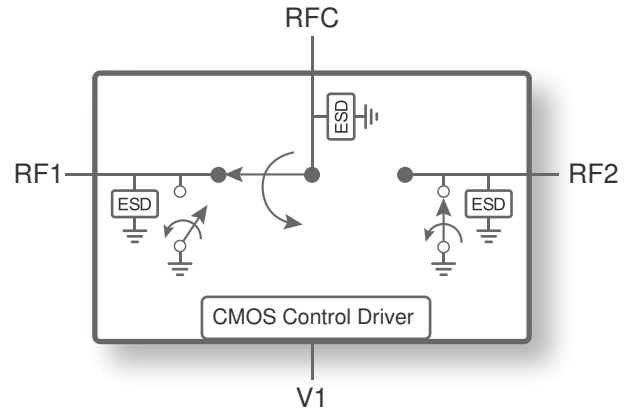 RFC
ESD
RF1
RF2
ESD
ESD
CMOS Control Driver
V1